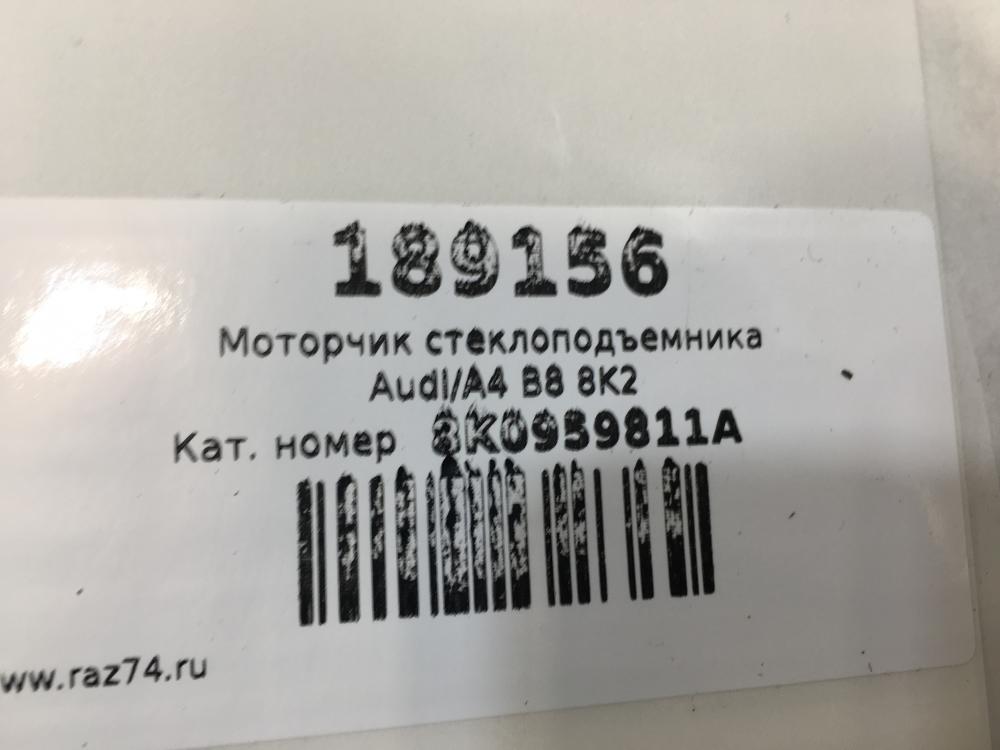 189156
Моторчик стеклоподъемника
Audi/A4 B8 8K2
Кат. номер 8K0959811A
www.raz74.ru